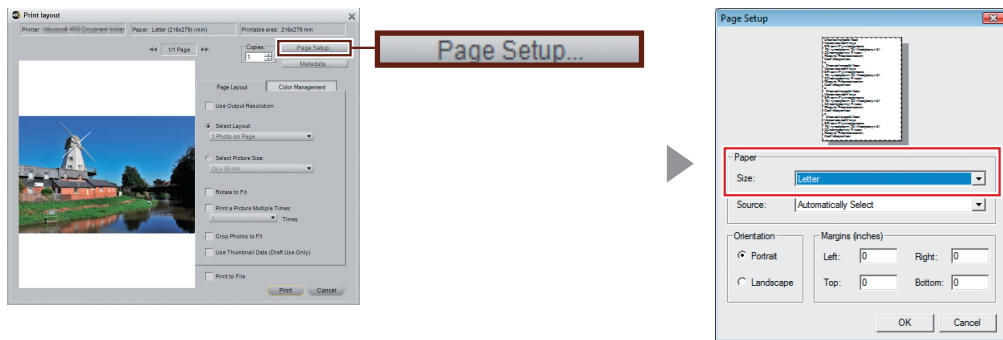 Print layout
Printer:
Paper: Letter (216x279) (mm)
Printable area: 216x279 mm
1/1 Page
Copies:
1
Page Setup...
Metadata...
Page Layout
Color Management
Use Output Resolution
Select Layout:
1 Photo on Page
Select Picture Size:
25 x 38 mm
Rotate to Fit
Print a Picture Multiple Times:
1
Times
Crop Photos to Fit
Use Thumbnail Data (Draft Use Only)
Print to File
Print
Cancel
Page Setup...
Page Setup
Paper
Size:
Letter
Source:
Automatically Select
Orientation
Portrait
Landscape
Margins (inches)
Left:
0
Right:
0
Top:
0
Bottom:
0
OK
Cancel